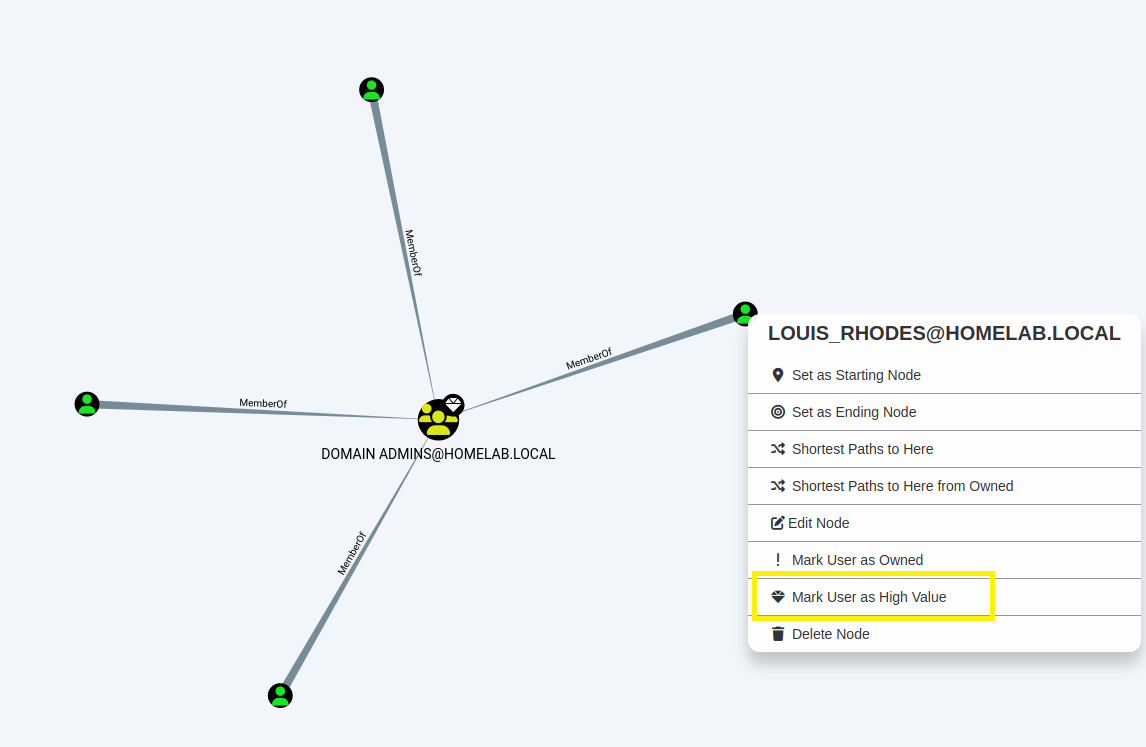 MemberOf
LOUIS_RHODES@HOMELAB.LOCAL
MemberOf
Set as Starting Node
MemberOf
Set as Ending Node
DOMAIN ADMINS@HOMELAB.LOCAL
Shortest Paths to Here
Shortest Paths to Here from Owned
Edit Node
MemberOf
Mark User as Owned
Mark User as High Value
Delete Node